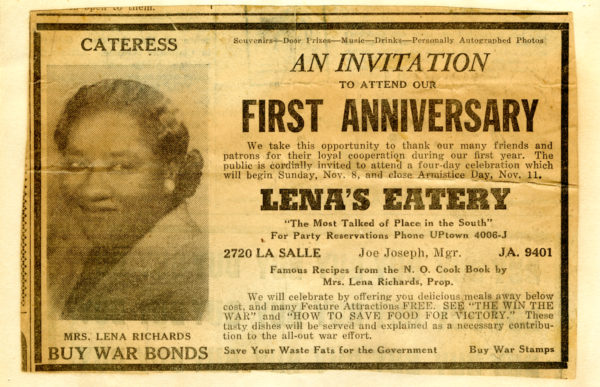 open to them.
CATERESS
Souvenirs—Door Prizes—Music—Drinks—Personally Autographed Photos
AN INVITATION
TO ATTEND OUR
FIRST ANNIVERSARY
We take this opportunity to thank our many friends and
patrons for their loyal cooperation during our first year. The
public is cordially invited to attend a four-day celebration which
will begin Sunday, Nov. 8, and close Armistice Day, Nov. 11.
LENA'S EATERY
"The Most Talked of Place in the South"
For Party Reservations Phone UPtown 4006-J
2720 LA SALLE Joe Joseph, Mgr. JA. 9401
Famous Recipes from the N. O. Cook Book by
Mrs. Lena Richards, Prop.
We will celebrate by offering you delicious meals away below
cost, and many Feature Attractions FREE. SEE "THE WIN THE
WAR" and "HOW TO SAVE FOOD FOR VICTORY." These
tasty dishes will be served and explained as a necessary contribu-
tion to the all-out war effort.
MRS. LENA RICHARDS
BUY WAR BONDS
Save Your Waste Fats for the Government Buy War Stamps